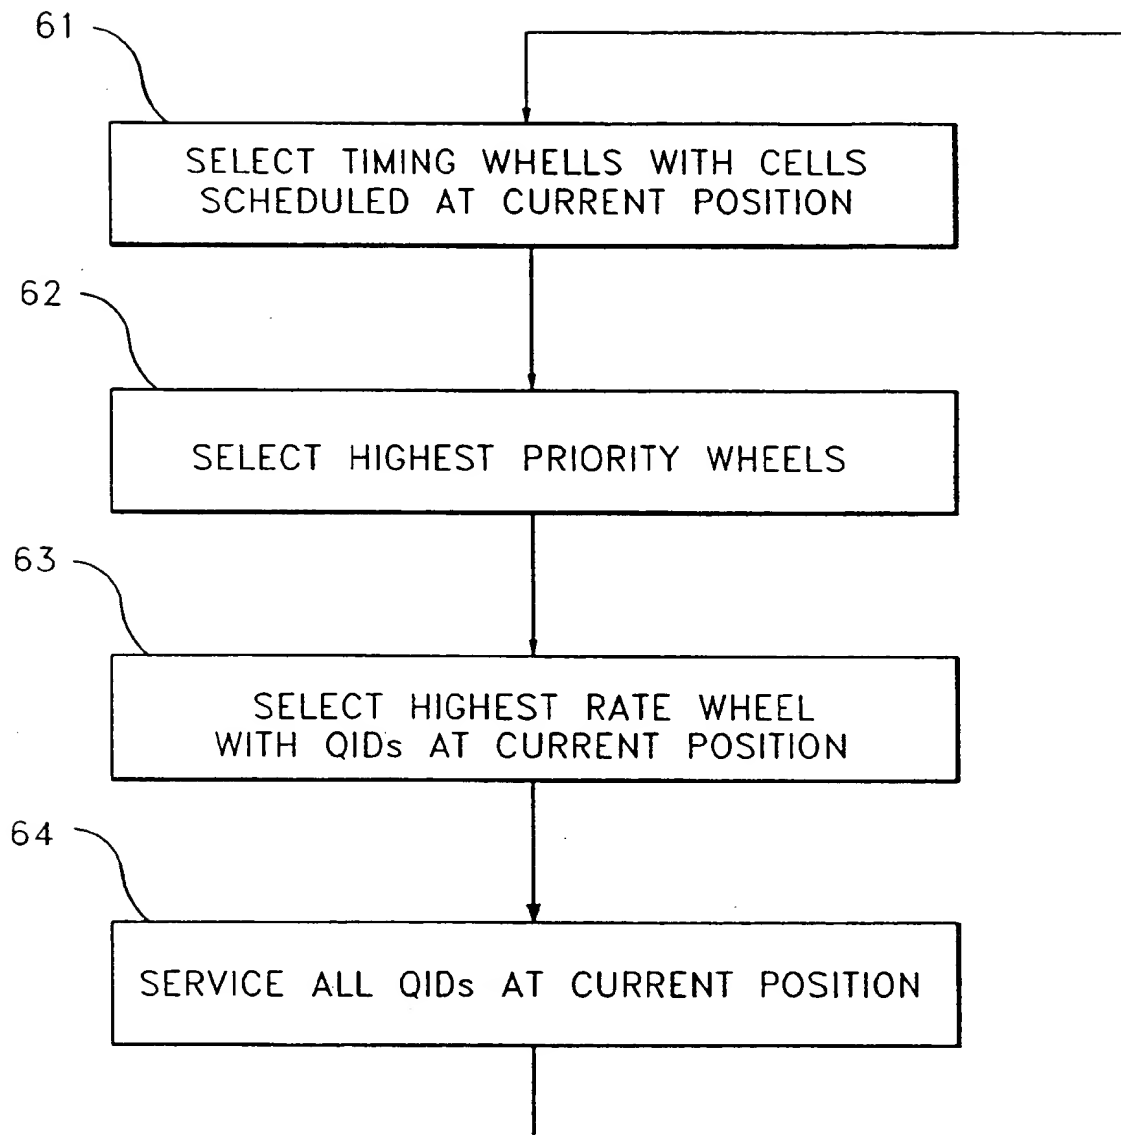 61
SELECT TIMING WHELLS WITH CELLS
SCHEDULED AT CURRENT POSITION
62
SELECT HIGHEST PRIORITY WHEELS
63
SELECT HIGHEST RATE WHEEL
WITH QIDs AT CURRENT POSITION
64
SERVICE ALL QIDs AT CURRENT POSITION